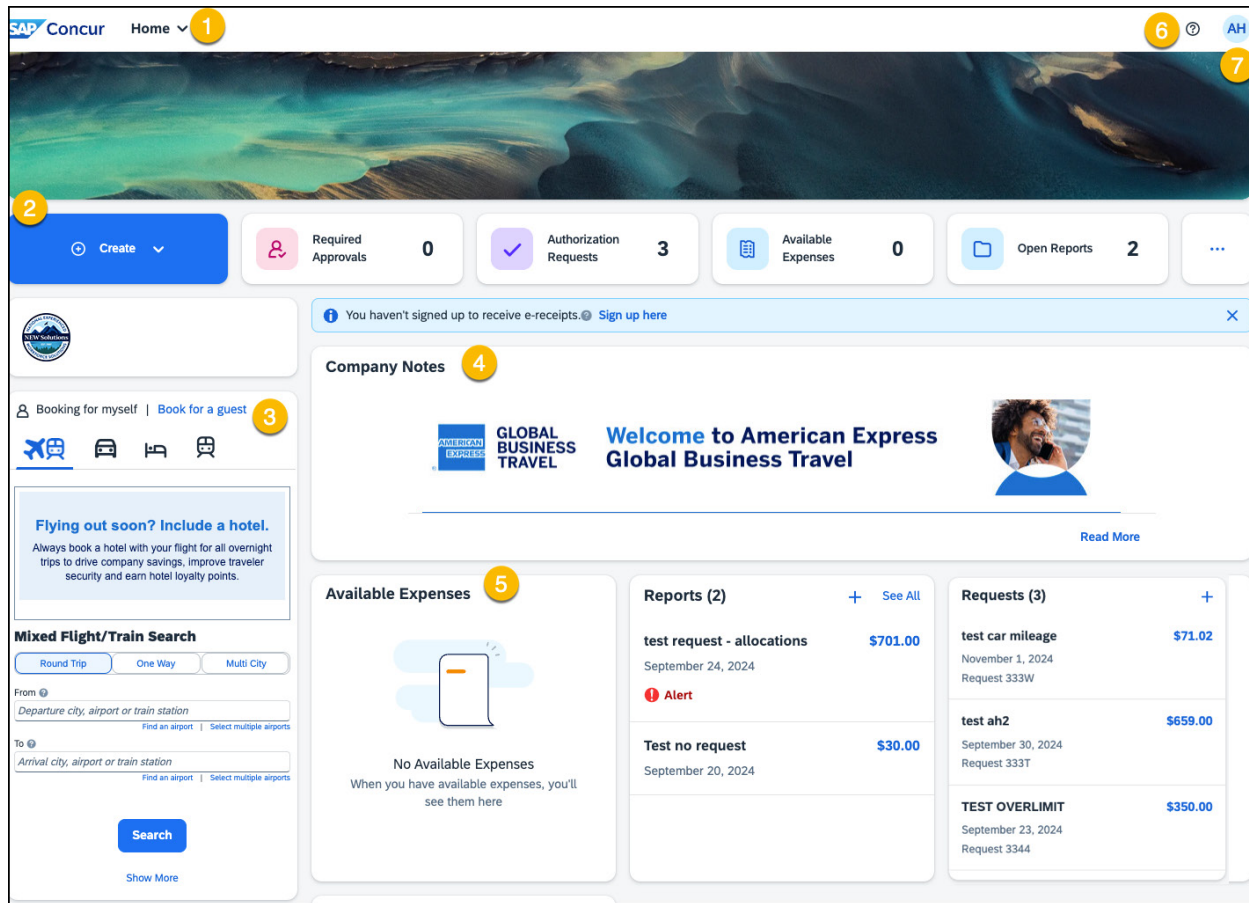 SAP Concur
Home
1
6
AH
7
2
Create
Required
Approvals
0
Authorization
Requests
3
Available
Expenses
0
Open Reports
2
...
NEW Solutions
You haven't signed up to receive e-receipts. Sign up here
Company Notes
4
AMERICAN
EXPRESS
GLOBAL
BUSINESS
TRAVEL
Welcome to American Express
Global Business Travel
Read More
Booking for myself | Book for a guest
3
Flying out soon? Include a hotel.
Always book a hotel with your flight for all overnight
trips to drive company savings, improve traveler
security and earn hotel loyalty points.
Mixed Flight/Train Search
Round Trip
One Way
Multi City
From
Departure city, airport or train station
Find an airport | Select multiple airports
To
Arrival city, airport or train station
Find an airport | Select multiple airports
Search
Show More
Available Expenses
5
No Available Expenses
When you have available expenses, you'll
see them here
Reports (2)
+ See All
test request - allocations $701.00
September 24, 2024
Alert
Test no request $30.00
September 20, 2024
Requests (3)
+
test car mileage $71.02
November 1, 2024
Request 333W
test ah2 $659.00
September 30, 2024
Request 333T
TEST OVERLIMIT $350.00
September 23, 2024
Request 3344